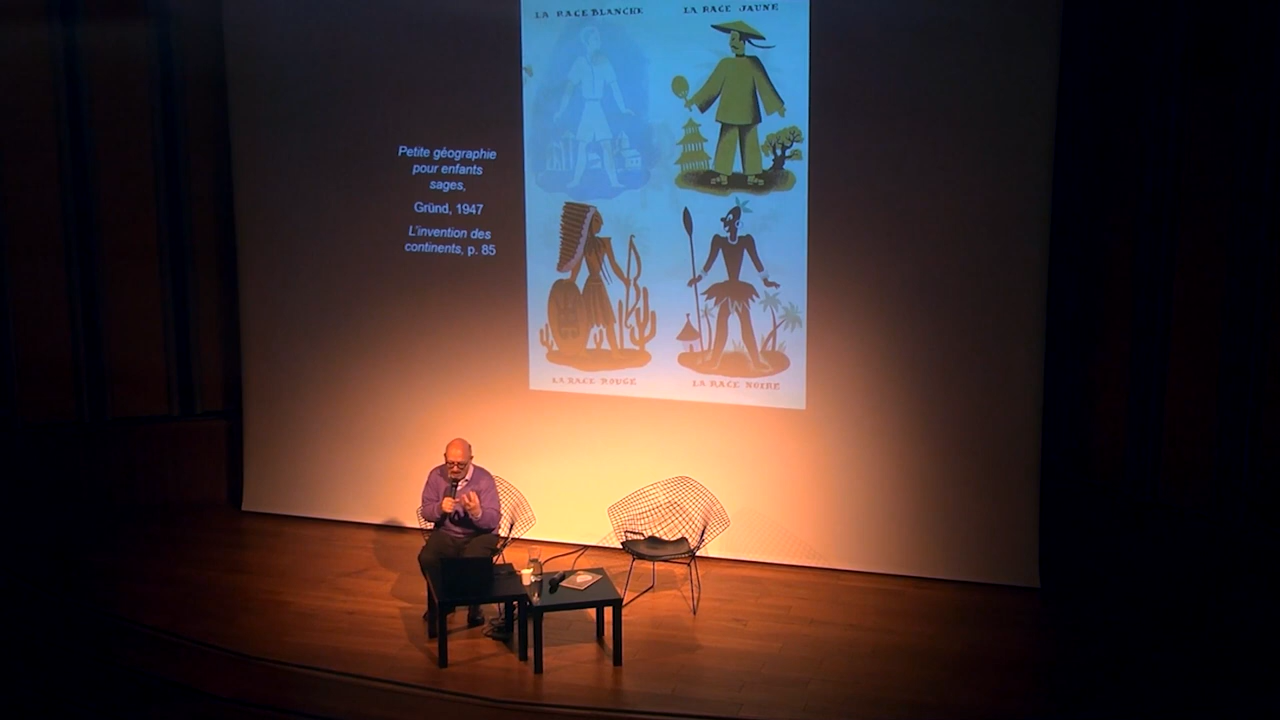 LA RACE BLANCHE
LA RACE JAUNE
Petite géographie
pour enfants
sages,
Gründ, 1947
L'invention des
continents, p. 85
LA RACE ROUGE
LA RACE NOIRE